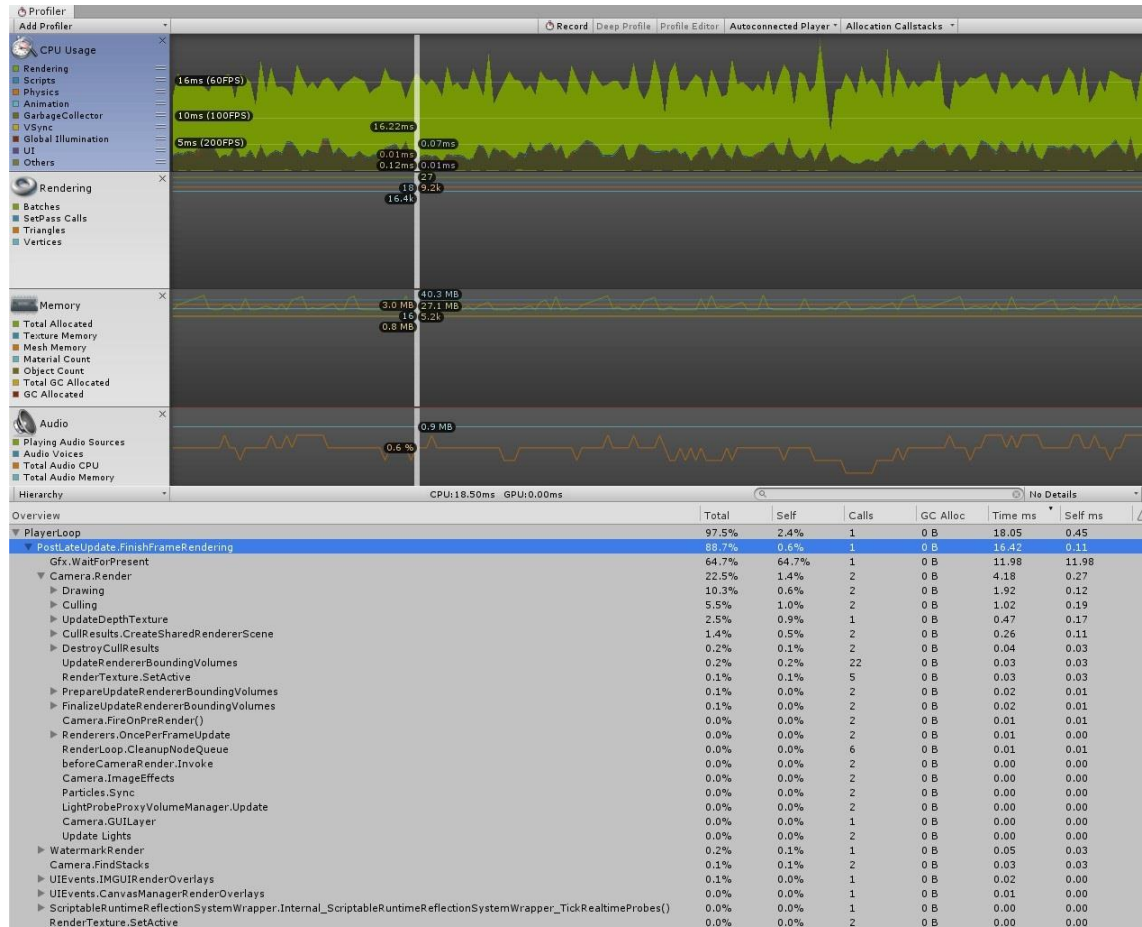 Profiler
Add Profiler Record Deep Profile Profile Editor Autoconnected Player Allocation Callstacks
CPU Usage
Rendering
Scripts
Physics
Animation
GarbageCollector
VSync
Global Illumination
UI
Others
16ms (60FPS)
10ms (100FPS)
5ms (200FPS)
16.22ms
0.07ms
0.01ms
0.12ms 0.01ms
Rendering
Batches
SetPass Calls
Triangles
Vertices
27
18 9.2k
16.4k
Memory
Total Allocated
Texture Memory
Mesh Memory
Material Count
Object Count
Total GC Allocated
GC Allocated
40.3 MB
3.0 MB 27.1 MB
16 5.2k
0.8 MB
Audio
Playing Audio Sources
Audio Voices
Total Audio CPU
Total Audio Memory
0.9 MB
0.6 %
Hierarchy CPU:18.50ms GPU:0.00ms No Details
Overview Total Self Calls GC Alloc Time ms Self ms
PlayerLoop 97.5% 2.4% 1 0 B 18.05 0.45
PostLateUpdate.FinishFrameRendering 88.7% 0.6% 1 0 B 16.42 0.11
Gfx.WaitForPresent 64.7% 64.7% 1 0 B 11.98 11.98
Camera.Render 22.5% 1.4% 2 0 B 4.18 0.27
Drawing 10.3% 0.6% 2 0 B 1.92 0.12
Culling 5.5% 1.0% 2 0 B 1.02 0.19
UpdateDepthTexture 2.5% 0.9% 1 0 B 0.47 0.17
CullResults.CreateSharedRendererScene 1.4% 0.5% 2 0 B 0.26 0.11
DestroyCullResults 0.2% 0.1% 2 0 B 0.04 0.03
UpdateRendererBoundingVolumes 0.2% 0.2% 22 0 B 0.03 0.03
RenderTexture.SetActive 0.1% 0.1% 5 0 B 0.03 0.03
PrepareUpdateRendererBoundingVolumes 0.1% 0.0% 2 0 B 0.02 0.01
FinalizeUpdateRendererBoundingVolumes 0.1% 0.0% 2 0 B 0.02 0.01
Camera.FireOnPreRender() 0.0% 0.0% 2 0 B 0.01 0.01
Renderers.OncePerFrameUpdate 0.0% 0.0% 2 0 B 0.01 0.00
RenderLoop.CleanupNodeQueue 0.0% 0.0% 6 0 B 0.01 0.01
beforeCameraRender.Invoke 0.0% 0.0% 2 0 B 0.00 0.00
Camera.ImageEffects 0.0% 0.0% 2 0 B 0.00 0.00
Particles.Sync 0.0% 0.0% 2 0 B 0.00 0.00
LightProbeProxyVolumeManager.Update 0.0% 0.0% 2 0 B 0.00 0.00
Camera.GUILayer 0.0% 0.0% 1 0 B 0.00 0.00
Update Lights 0.0% 0.0% 2 0 B 0.00 0.00
WatermarkRender 0.2% 0.1% 1 0 B 0.05 0.03
Camera.FindStacks 0.1% 0.1% 2 0 B 0.03 0.03
UIEvents.IMGUIRenderOverlays 0.1% 0.0% 1 0 B 0.02 0.00
UIEvents.CanvasManagerRenderOverlays 0.0% 0.0% 1 0 B 0.01 0.00
ScriptableRuntimeReflectionSystemWrapper.Internal_ScriptableRuntimeReflectionSystemWrapper_TickRealtimeProbes() 0.0% 0.0% 1 0 B 0.00 0.00
RenderTexture.SetActive 0.0% 0.0% 2 0 B 0.00 0.00